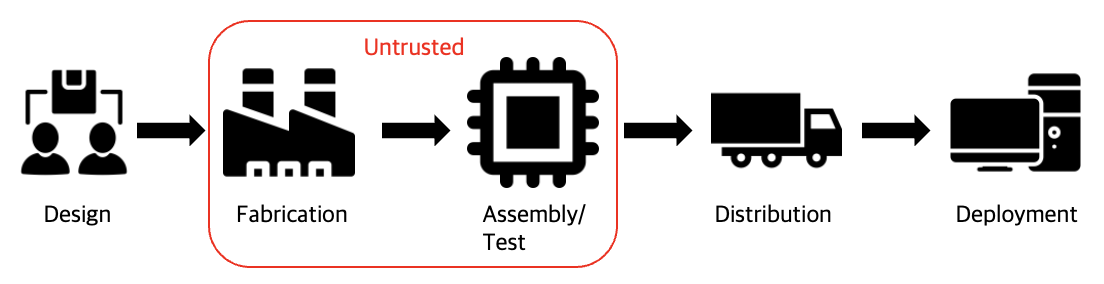 Untrusted
Design
Fabrication
Assembly/
Test
Distribution
Deployment